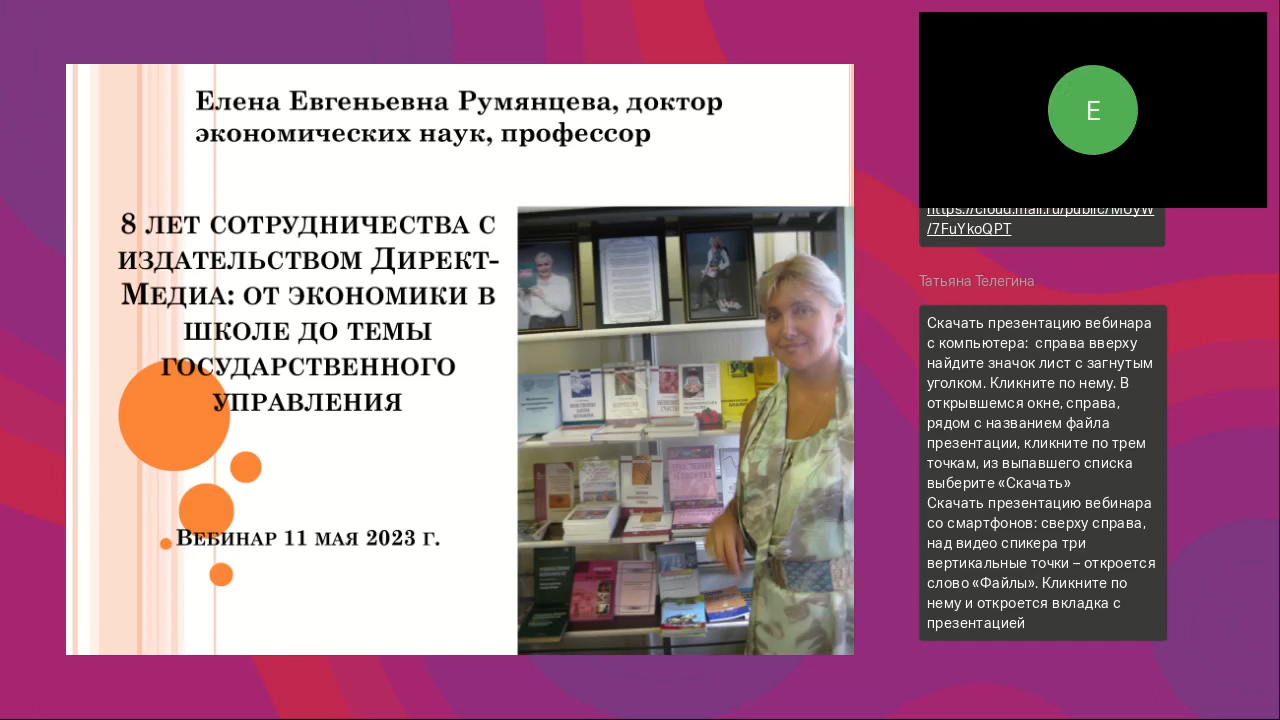 Елена Евгеньевна Румянцева, доктор
экономических наук, профессор
8 лет сотрудничества с
издательством Директ-
Медиа: от экономики в
школе до темы
государственного
управления
Вебинар 11 мая 2023 г.
E
https://cloud.mail.ru/public/MUyW
/7FuYkoQPT
Татьяна Телегина
Скачать презентацию вебинара
с компьютера: справа вверху
найдите значок лист с загнутым
уголком. Кликните по нему. В
открывшемся окне, справа,
рядом с названием файла
презентации, кликните по трем
точкам, из выпавшего списка
выберите «Скачать»
Скачать презентацию вебинара
со смартфонов: сверху справа,
над видео спикера три
вертикальные точки – откроется
слово «Файлы». Кликните по
нему и откроется вкладка с
презентацией